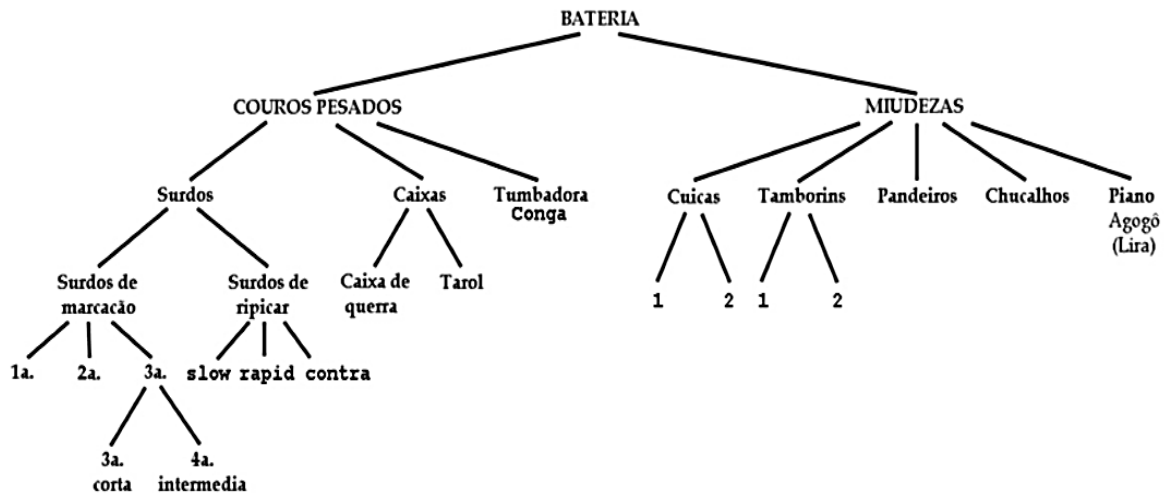 BATERIA
COUROS PESADOS MIUDEZAS
Surdos Caixas Tumbadora Cuicas Tamborins Pandeiros Chucalhos Piano
Conga Agogô
(Lira)
Surdos de Surdos de Caixa de Tarol
marcacão ripicar querra
1 2 1 2
1a. 2a. 3a. slow rapid contra
3a. 4a.
corta intermedia